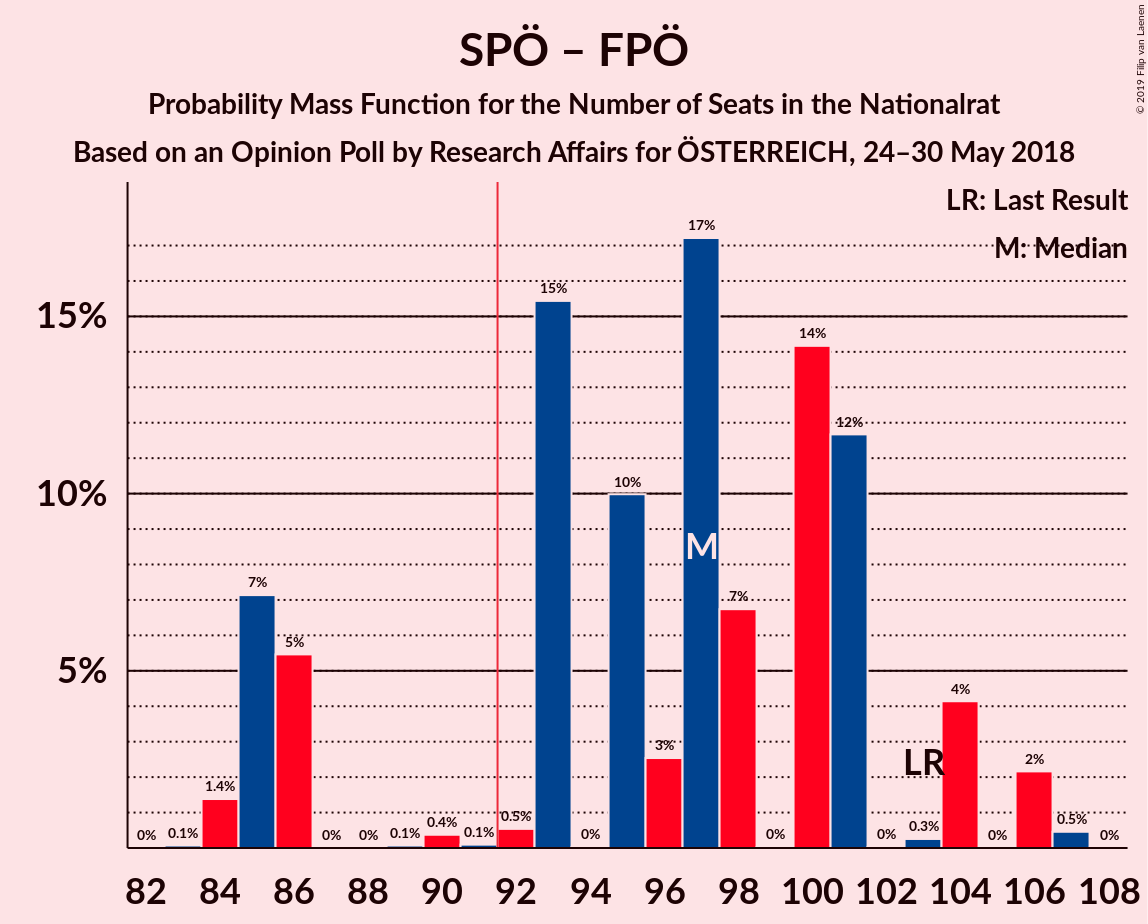 SPÖ – FPÖ
Probability Mass Function for the Number of Seats in the Nationalrat
Based on an Opinion Poll by Research Affairs for ÖSTERREICH, 24–30 May 2018
© 2019 Filip van Laenen
LR: Last Result
M: Median
15%
10%
5%
0% 0.1% 1.4% 7% 5% 0% 0% 0.1% 0.4% 0.1% 0.5% 15% 0% 10% 3% 17% 7% 0% 14% 12% 0% 0.3% 4% 0% 2% 0.5% 0%
M
LR
82 84 86 88 90 92 94 96 98 100 102 104 106 108